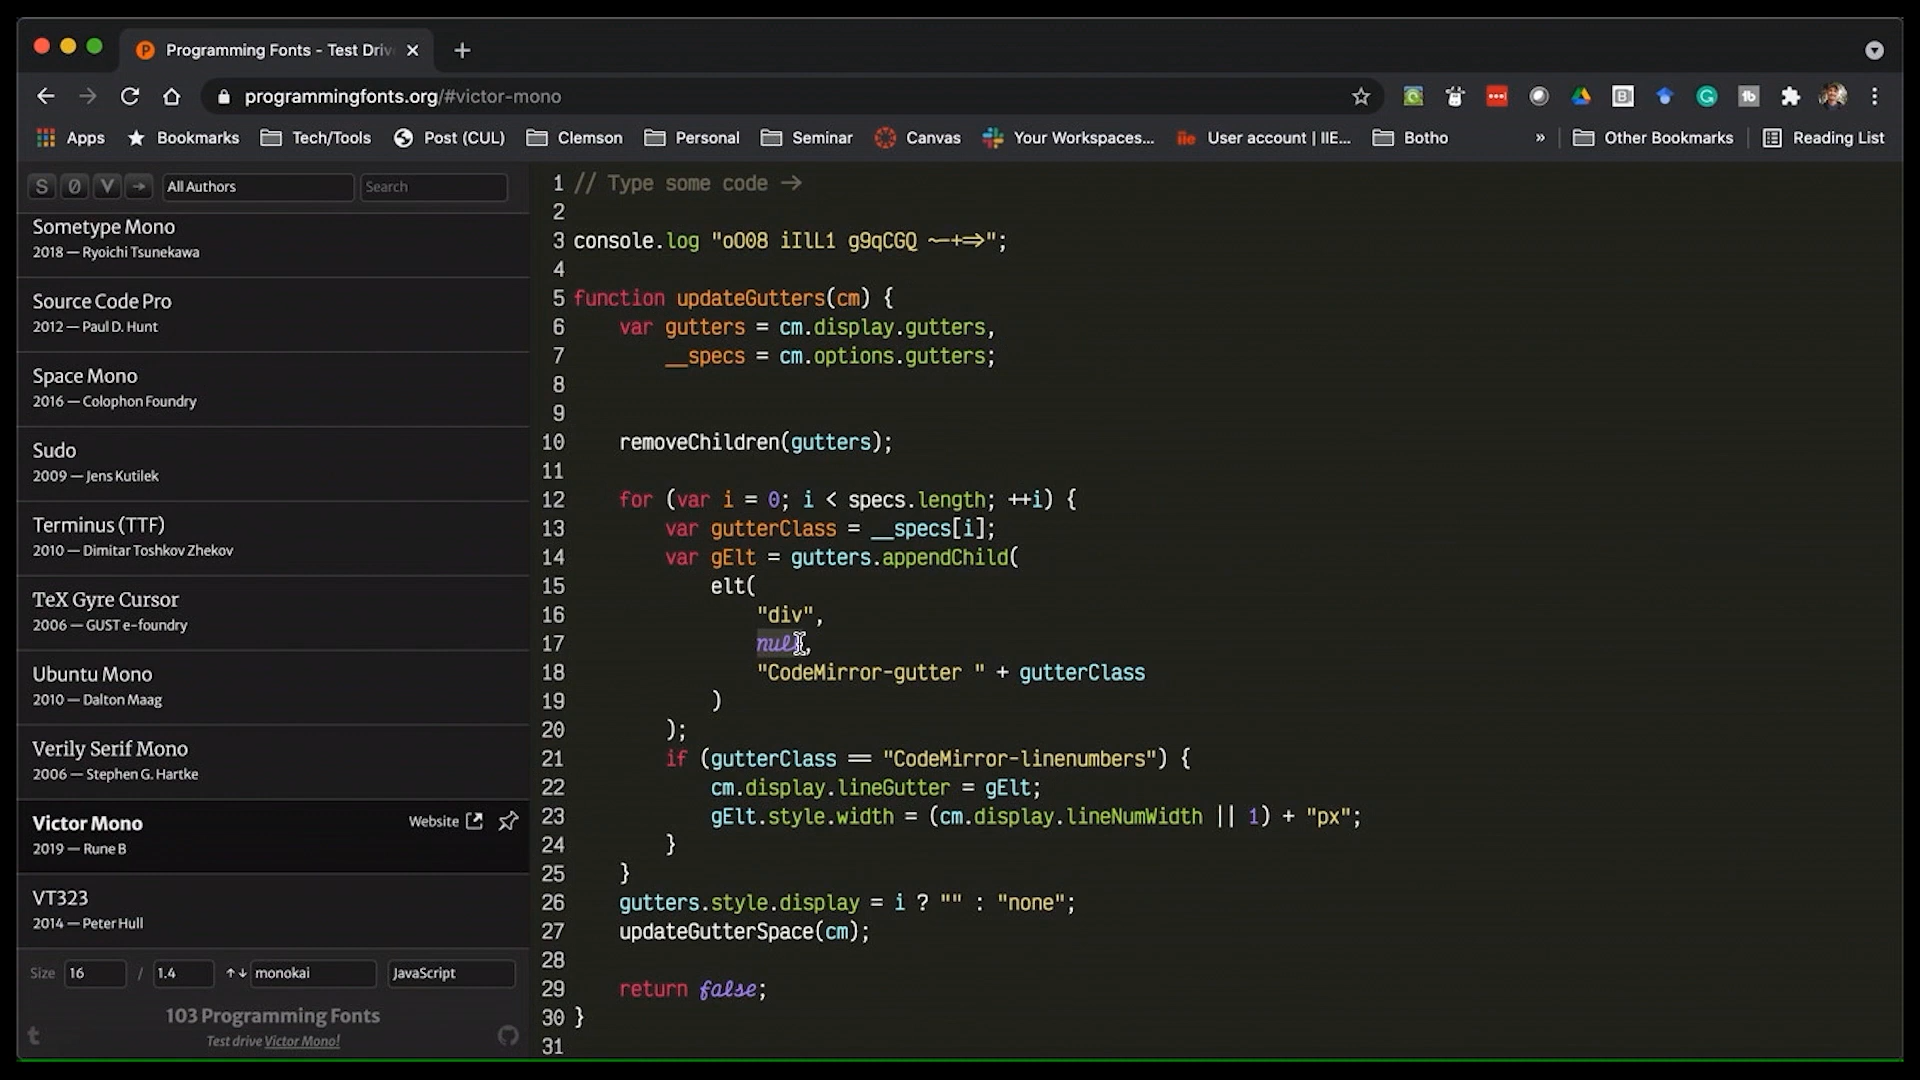 Programming Fonts - Test Driv
programmingfonts.org/#victor-mono
Apps Bookmarks Tech/Tools Post (CUL) Clemson Personal Seminar Canvas Your Workspaces... User account | IIE... Botho » Other Bookmarks Reading List
S 0 V → All Authors Search
Sometype Mono
2018 — Ryoichi Tsunekawa
Source Code Pro
2012 — Paul D. Hunt
Space Mono
2016 — Colophon Foundry
Sudo
2009 — Jens Kutilek
Terminus (TTF)
2010 — Dimitar Toshkov Zhekov
TeX Gyre Cursor
2006 — GUST e-foundry
Ubuntu Mono
2010 — Dalton Maag
Verily Serif Mono
2006 — Stephen G. Hartke
Victor Mono Website
2019 — Rune B
VT323
2014 — Peter Hull
Size 16 / 1.4 ↑↓ monokai JavaScript
103 Programming Fonts
Test drive Victor Mono!
1 // Type some code ->
2
3 console.log "oO08 iIlL1 g9qCGQ ~-+=>";
4
5 function updateGutters(cm) {
6 var gutters = cm.display.gutters,
7 __specs = cm.options.gutters;
8
9
10 removeChildren(gutters);
11
12 for (var i = 0; i < specs.length; ++i) {
13 var gutterClass = __specs[i];
14 var gElt = gutters.appendChild(
15 elt(
16 "div",
17 null,
18 "CodeMirror-gutter " + gutterClass
19 )
20 );
21 if (gutterClass == "CodeMirror-linenumbers") {
22 cm.display.lineGutter = gElt;
23 gElt.style.width = (cm.display.lineNumWidth || 1) + "px";
24 }
25 }
26 gutters.style.display = i ? "" : "none";
27 updateGutterSpace(cm);
28
29 return false;
30 }
31